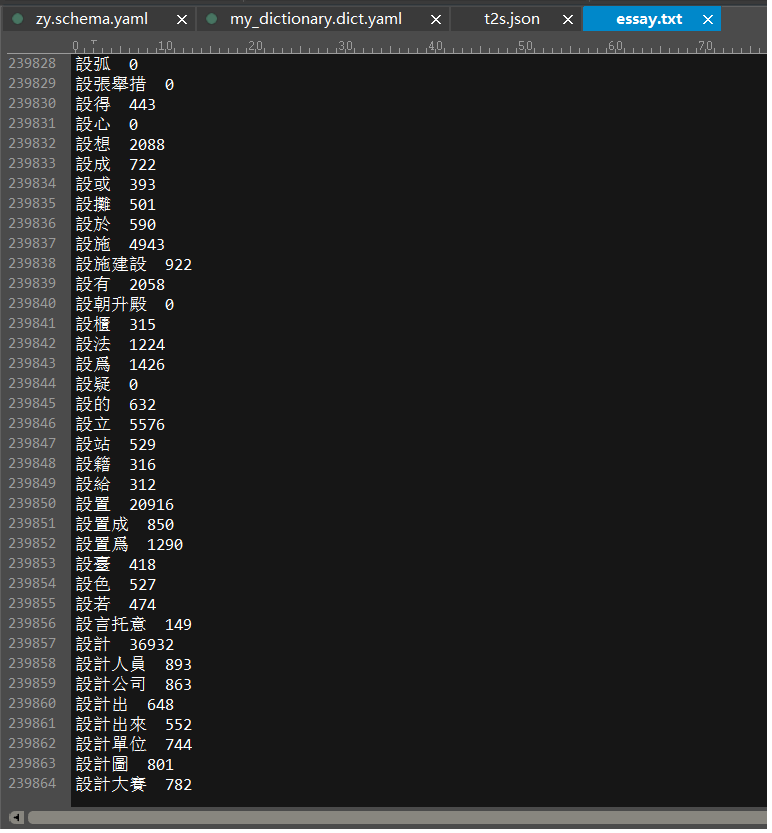 zy.schema.yaml my_dictionary.dict.yaml t2s.json essay.txt
0 10 20 30 40 50 60 70
239828 設弧 0
239829 設張舉措 0
239830 設得 443
239831 設心 0
239832 設想 2088
239833 設成 722
239834 設或 393
239835 設攤 501
239836 設於 590
239837 設施 4943
239838 設施建設 922
239839 設有 2058
239840 設朝升殿 0
239841 設櫃 315
239842 設法 1224
239843 設爲 1426
239844 設疑 0
239845 設的 632
239846 設立 5576
239847 設站 529
239848 設籍 316
239849 設給 312
239850 設置 20916
239851 設置成 850
239852 設置爲 1290
239853 設臺 418
239854 設色 527
239855 設若 474
239856 設言托意 149
239857 設計 36932
239858 設計人員 893
239859 設計公司 863
239860 設計出 648
239861 設計出來 552
239862 設計單位 744
239863 設計圖 801
239864 設計大賽 782